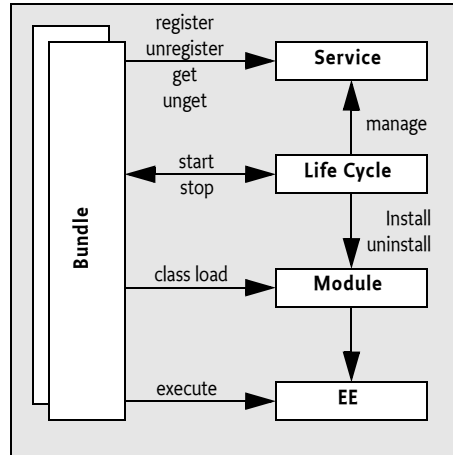 register
unregister
get
unget
Service
manage
start
stop
Life Cycle
Bundle
Install
uninstall
class load
Module
execute
EE